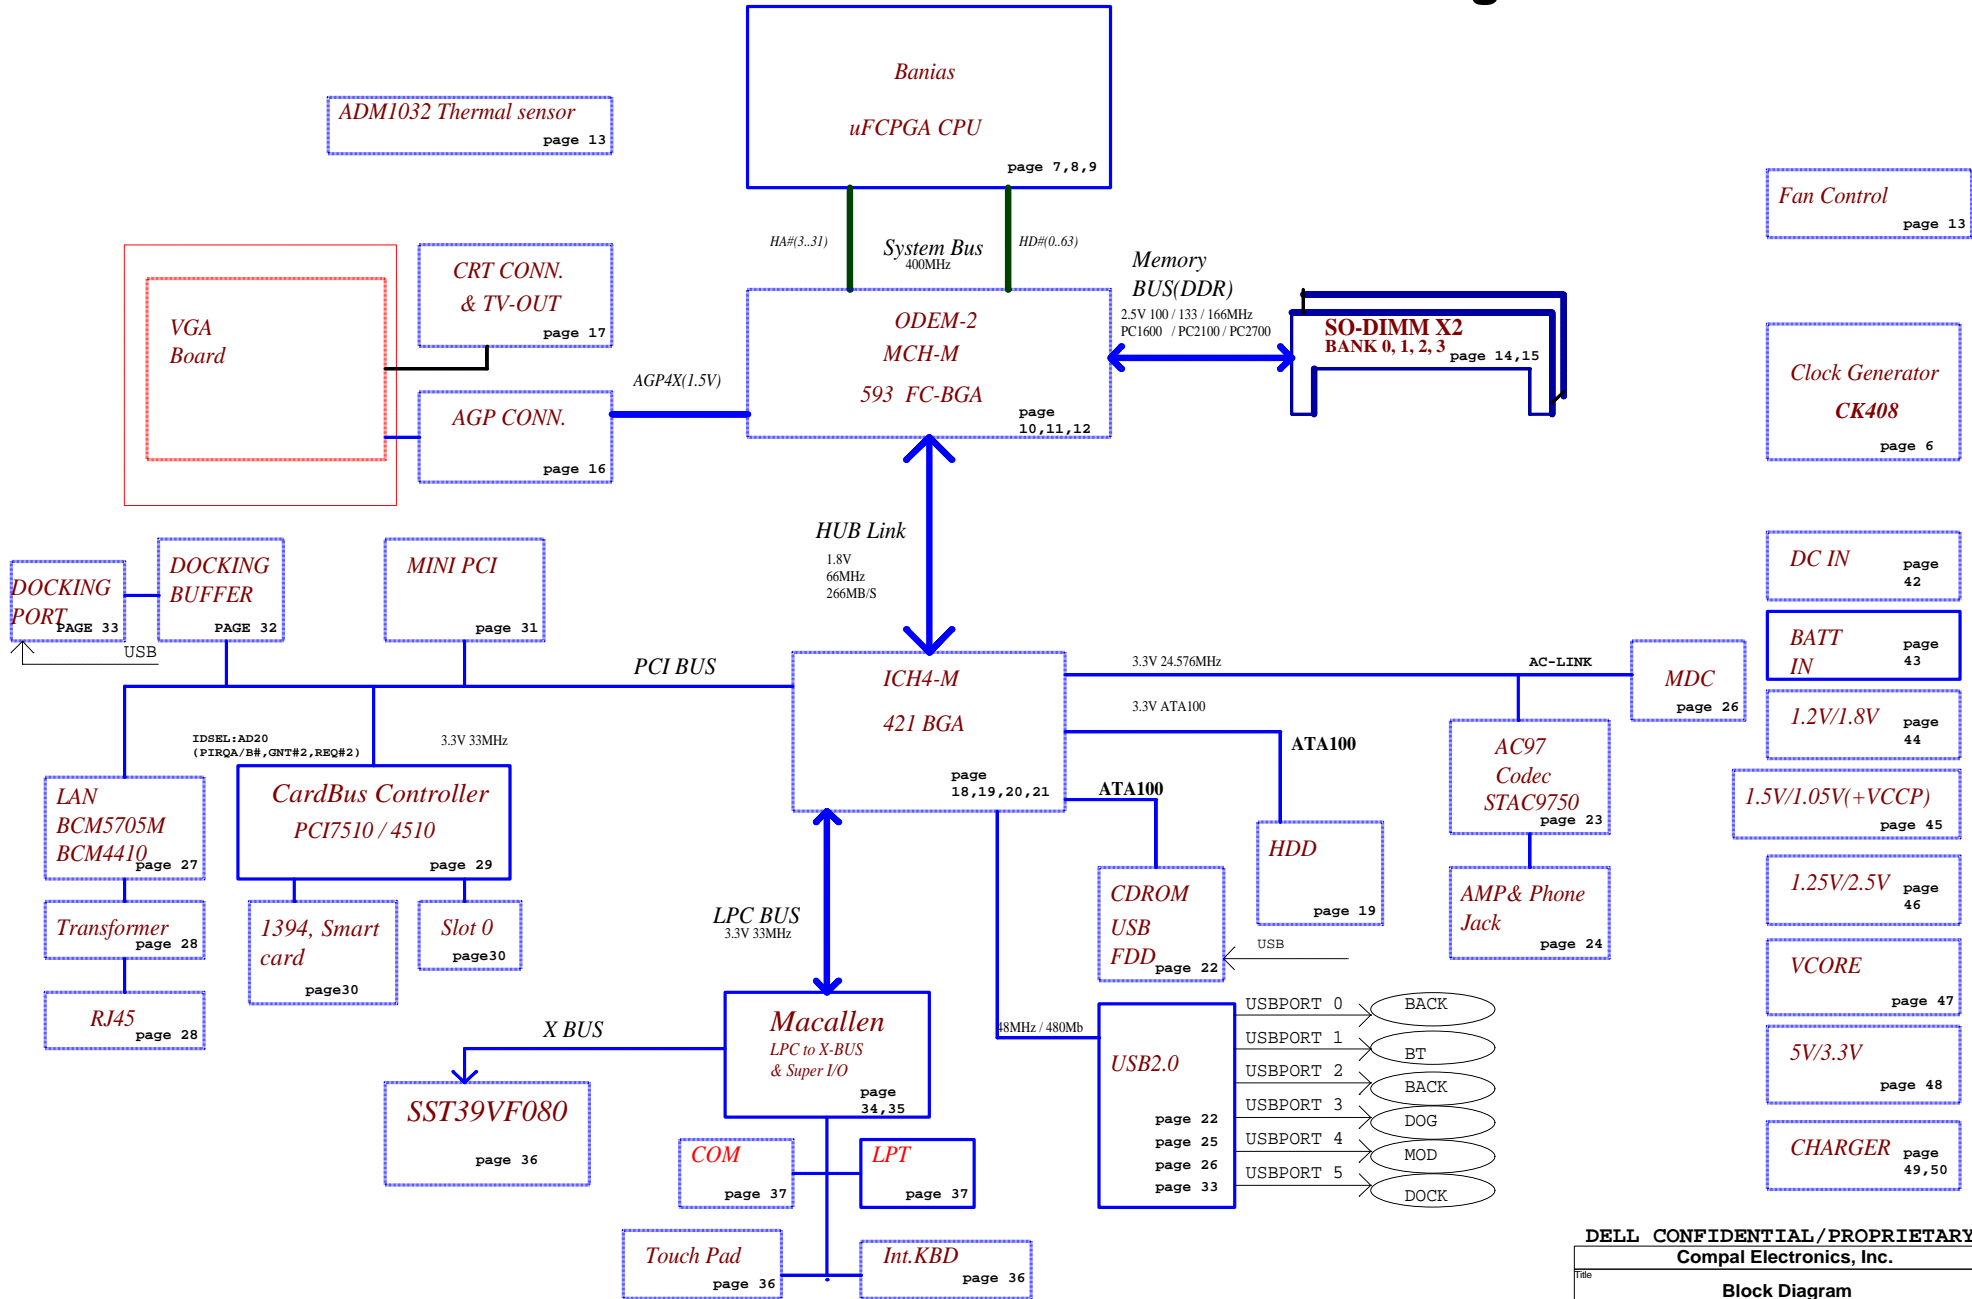 Banias
uFCPGA CPU
page 7,8,9
ADM1032 Thermal sensor
page 13
Fan Control
page 13
HA#(3..31)
System Bus
400MHz
HD#(0..63)
Memory
BUS(DDR)
2.5V 100 / 133 / 166MHz
PC1600 / PC2100 / PC2700
CRT CONN.
& TV-OUT
page 17
VGA
Board
ODEM-2
MCH-M
593 FC-BGA
page
10,11,12
SO-DIMM X2
BANK 0, 1, 2, 3
page 14,15
Clock Generator
CK408
page 6
AGP4X(1.5V)
AGP CONN.
page 16
HUB Link
1.8V
66MHz
266MB/S
DOCKING
PORT
PAGE 33
DOCKING
BUFFER
PAGE 32
MINI PCI
page 31
USB
PCI BUS
DC IN
page
42
BATT
IN
page
43
ICH4-M
421 BGA
page
18,19,20,21
3.3V 24.576MHz
AC-LINK
MDC
page 26
3.3V ATA100
ATA100
ATA100
1.2V/1.8V
page
44
IDSEL:AD20
(PIRQA/B#,GNT#2,REQ#2)
3.3V 33MHz
AC97
Codec
STAC9750
page 23
1.5V/1.05V(+VCCP)
page 45
LAN
BCM5705M
BCM4410
page 27
CardBus Controller
PCI7510 / 4510
page 29
HDD
page 19
CDROM
USB
FDD
page 22
USB
AMP& Phone
Jack
page 24
1.25V/2.5V
page
46
Transformer
page 28
1394, Smart
card
page30
Slot 0
page30
LPC BUS
3.3V 33MHz
VCORE
page 47
RJ45
page 28
X BUS
Macallen
LPC to X-BUS
& Super I/O
page
34,35
48MHz / 480Mb
USB2.0
page 22
page 25
page 26
page 33
USBPORT 0
BACK
USBPORT 1
BT
USBPORT 2
BACK
USBPORT 3
DOG
USBPORT 4
MOD
USBPORT 5
DOCK
5V/3.3V
page 48
SST39VF080
page 36
COM
page 37
LPT
page 37
CHARGER
page
49,50
Touch Pad
page 36
Int.KBD
page 36
DELL CONFIDENTIAL/PROPRIETARY
Compal Electronics, Inc.
Title
Block Diagram